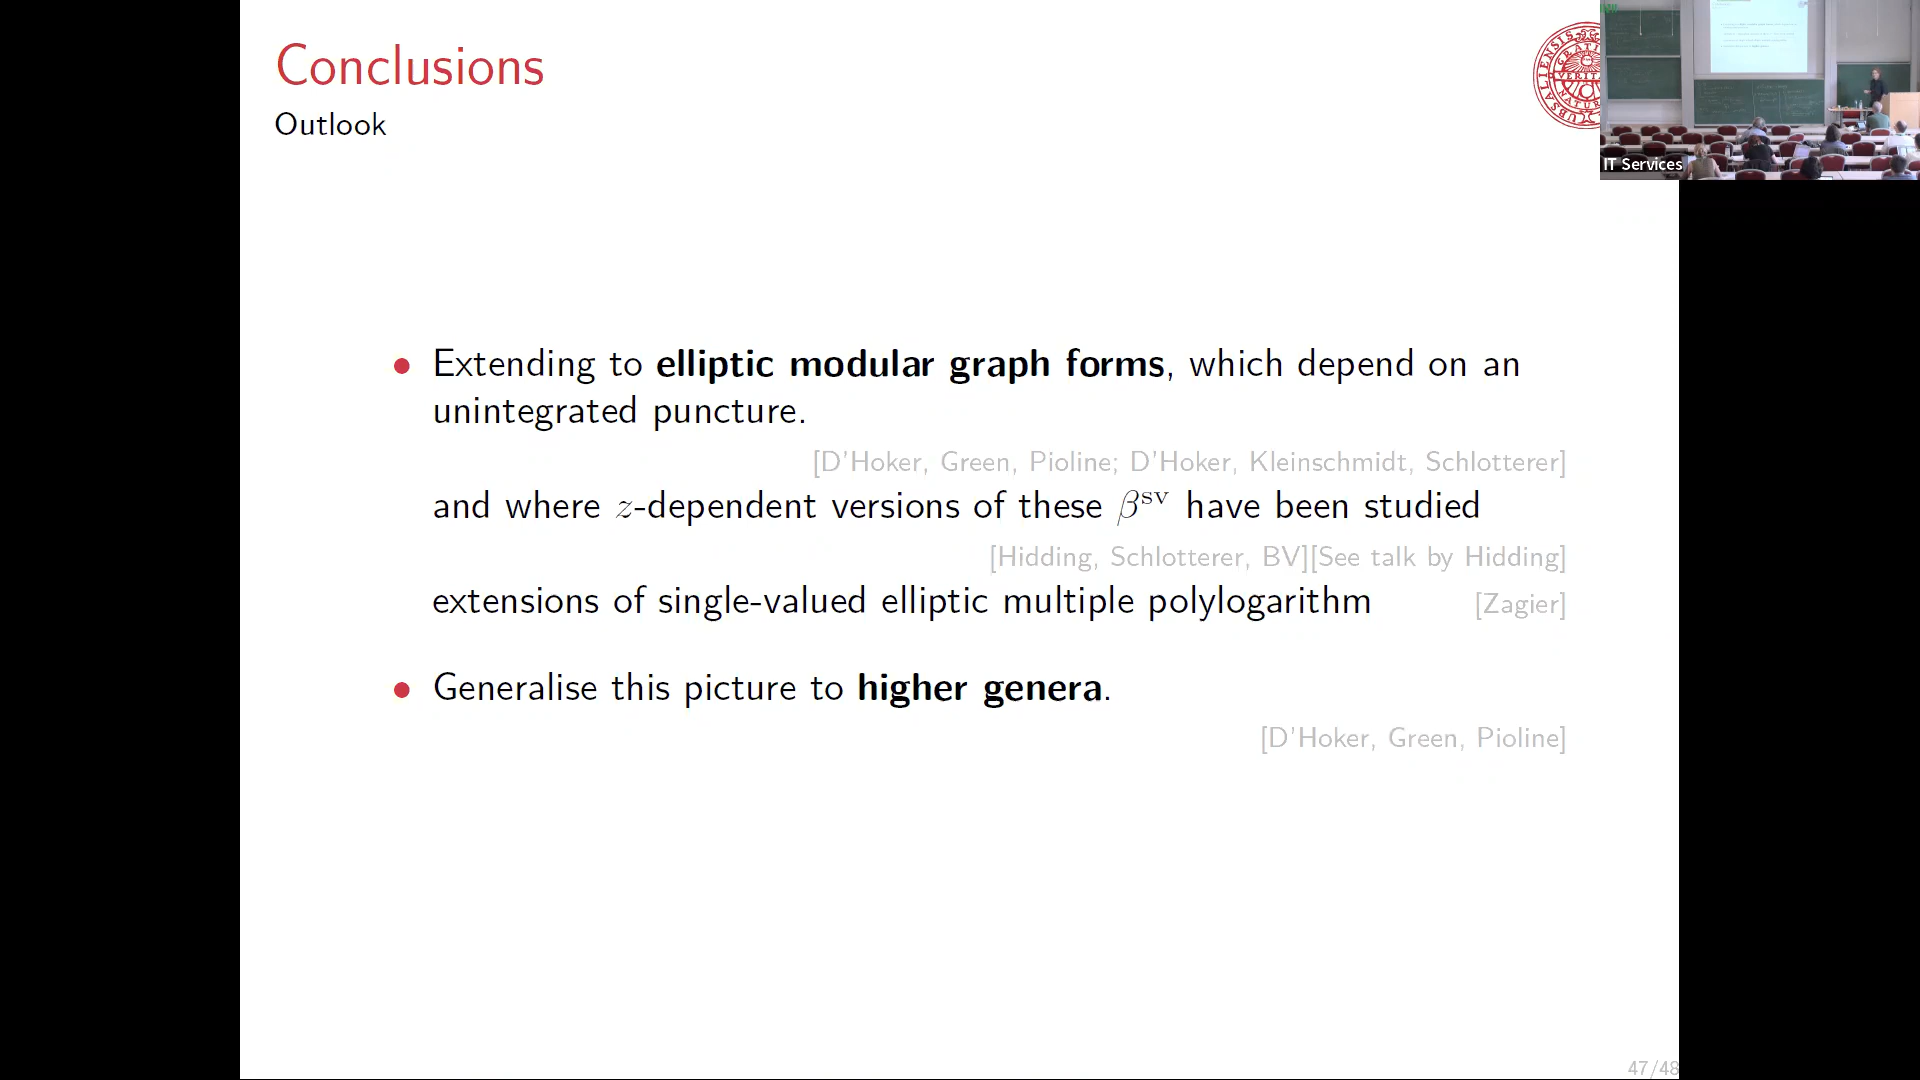 Conclusions
Outlook
IT Services
• Extending to elliptic modular graph forms, which depend on an
unintegrated puncture.
[D'Hoker, Green, Pioline; D'Hoker, Kleinschmidt, Schlotterer]
and where z-dependent versions of these βˢᵛ have been studied
[Hidding, Schlotterer, BV][See talk by Hidding]
extensions of single-valued elliptic multiple polylogarithm [Zagier]
• Generalise this picture to higher genera.
[D'Hoker, Green, Pioline]
47/48